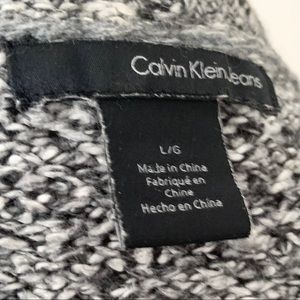 Calvin Klein Jeans
L/G
Made in China
Fabriqué en
Chine
Hecho en China